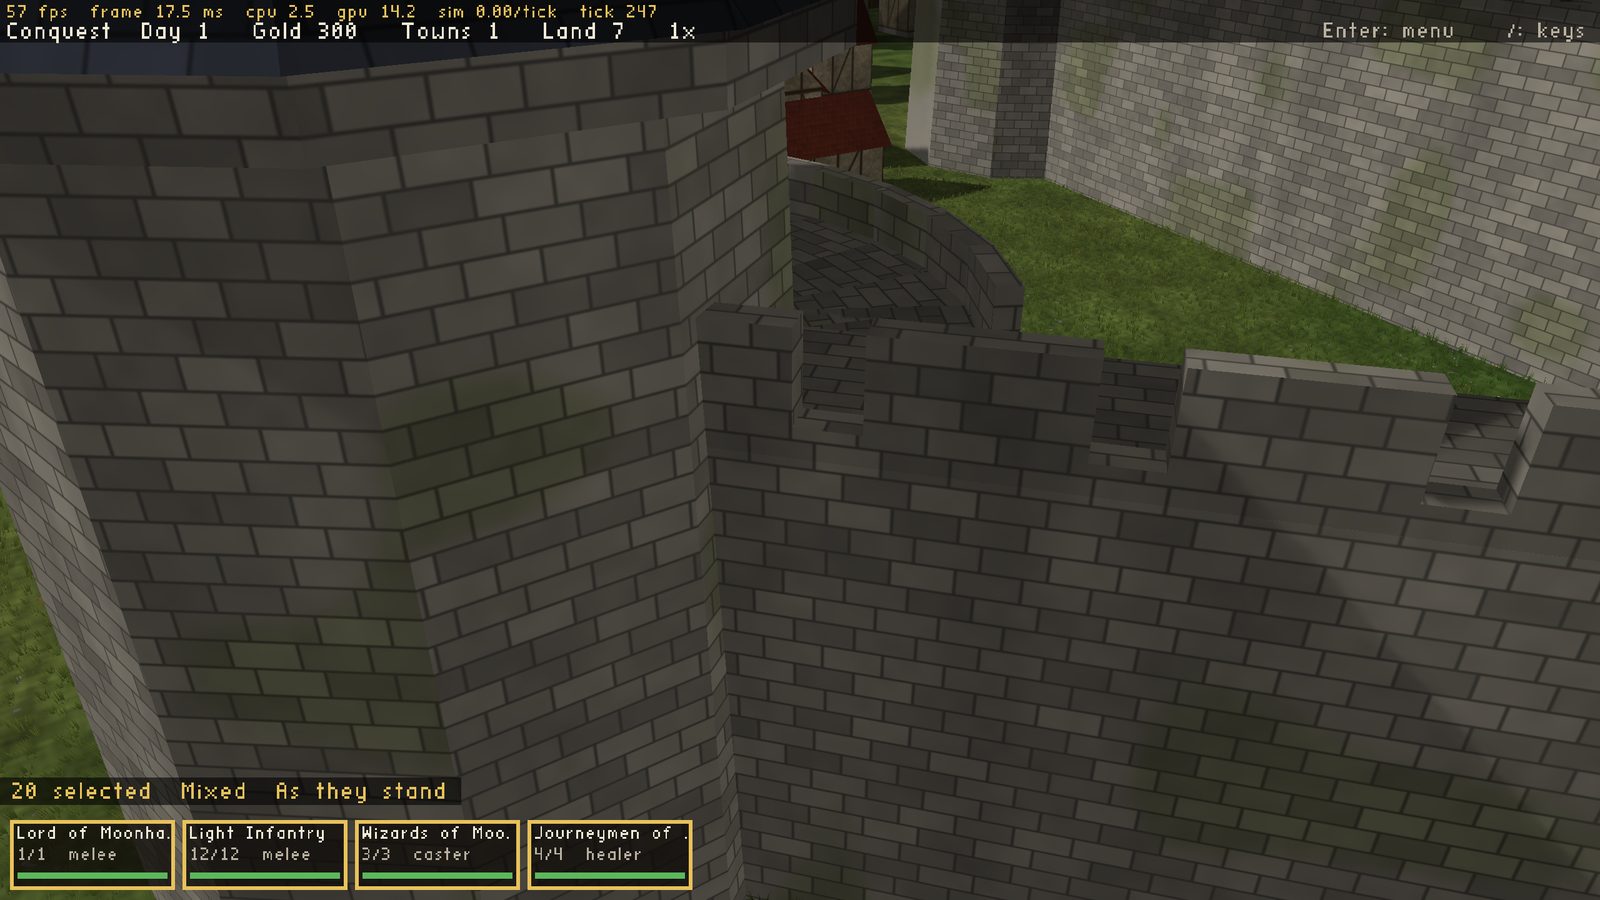 57 fps frame 17.5 ms cpu 2.5 gpu 14.2 sim 0.00/tick tick 247
Conquest Day 1 Gold 300 Towns 1 Land 7 1x Enter: menu /: keys
20 selected Mixed As they stand
Lord of Moonha. Light Infantry Wizards of Moo. Journeymen of .
1/1 melee 12/12 melee 3/3 caster 4/4 healer